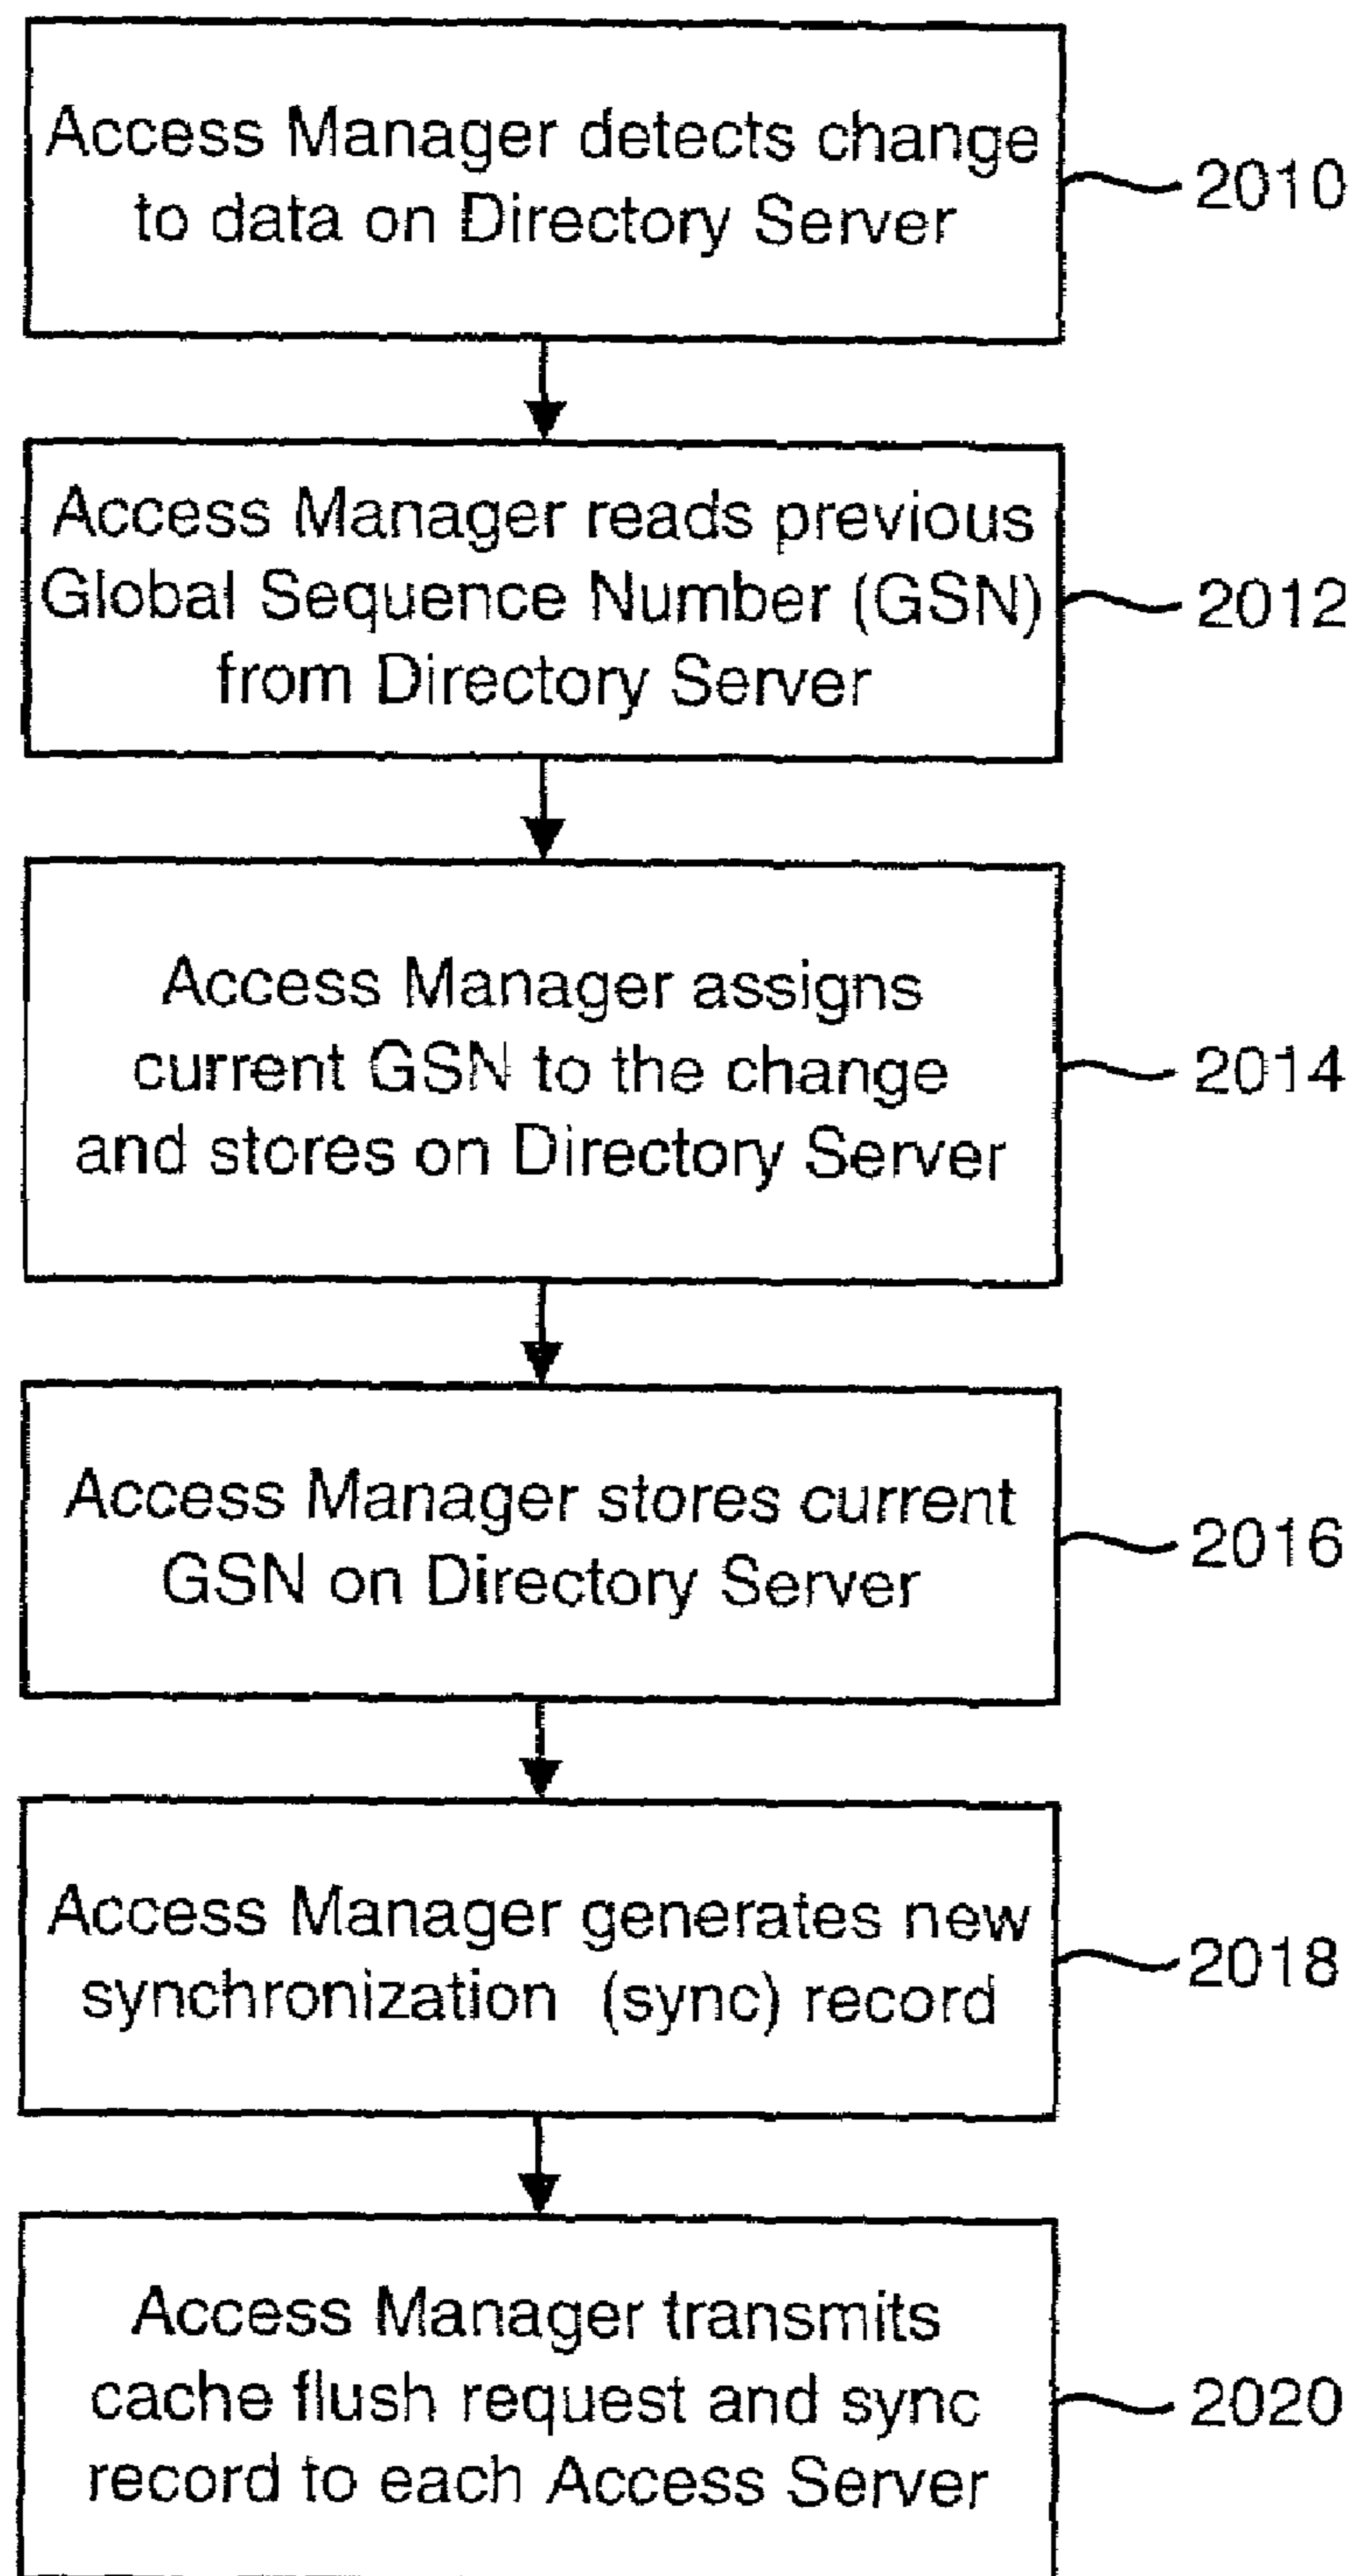 Access Manager detects change
to data on Directory Server
2010
Access Manager reads previous
Global Sequence Number (GSN)
from Directory Server
2012
Access Manager assigns
current GSN to the change
and stores on Directory Server
2014
Access Manager stores current
GSN on Directory Server
2016
Access Manager generates new
synchronization (sync) record
2018
Access Manager transmits
cache flush request and sync
record to each Access Server
2020